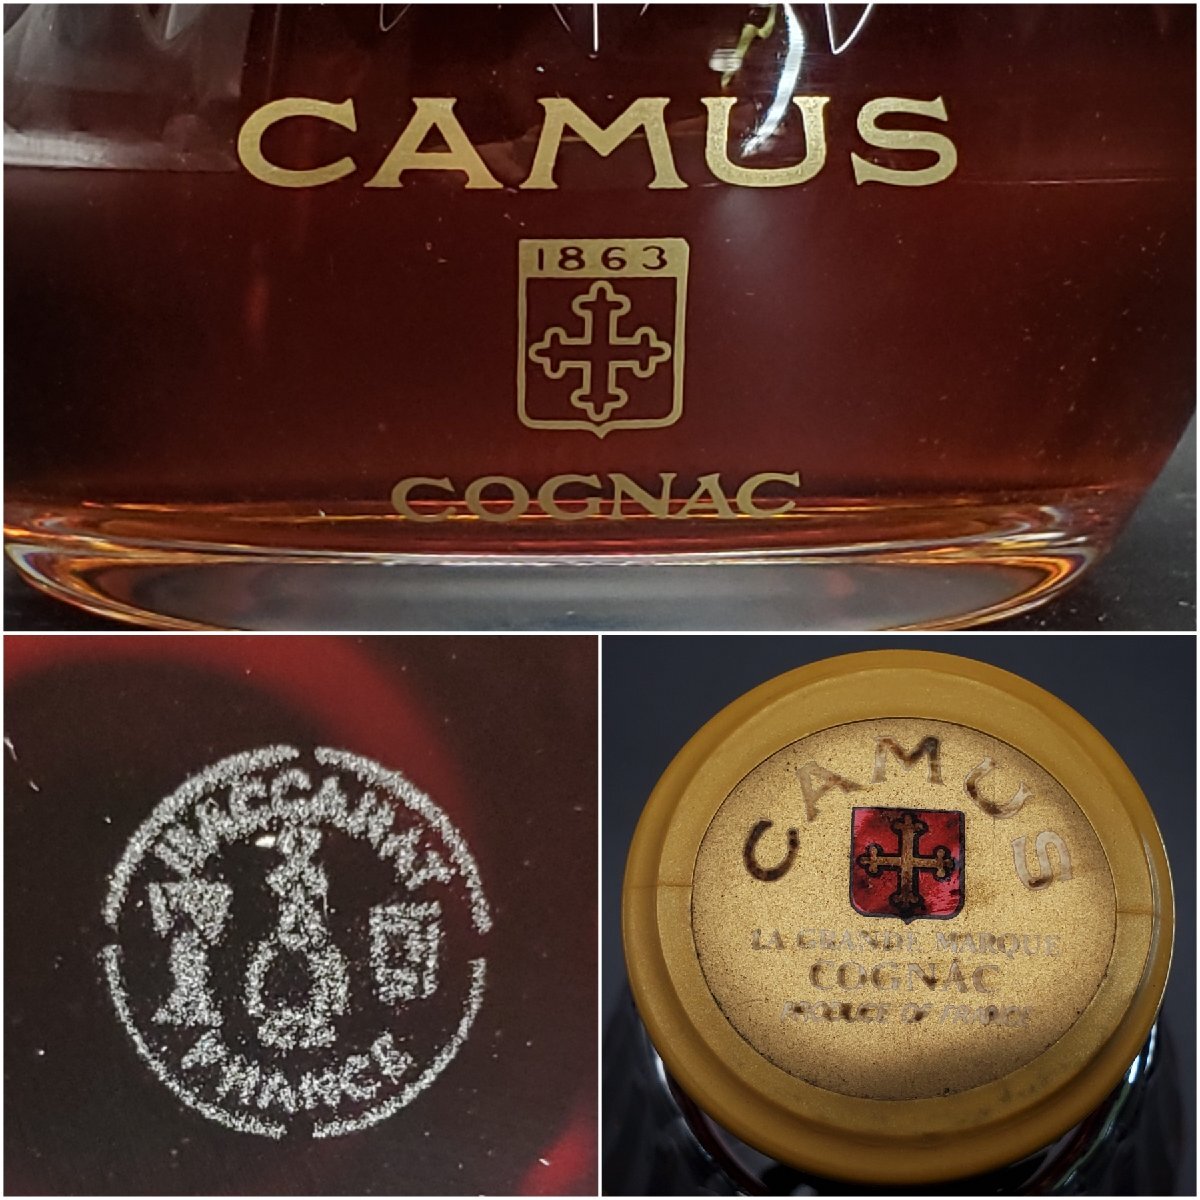 CAMUS
1863
COGNAC
BACCARAT
FRANCE
CAMUS
LA GRANDE MARQUE
COGNAC
PRODUCE OF FRANCE